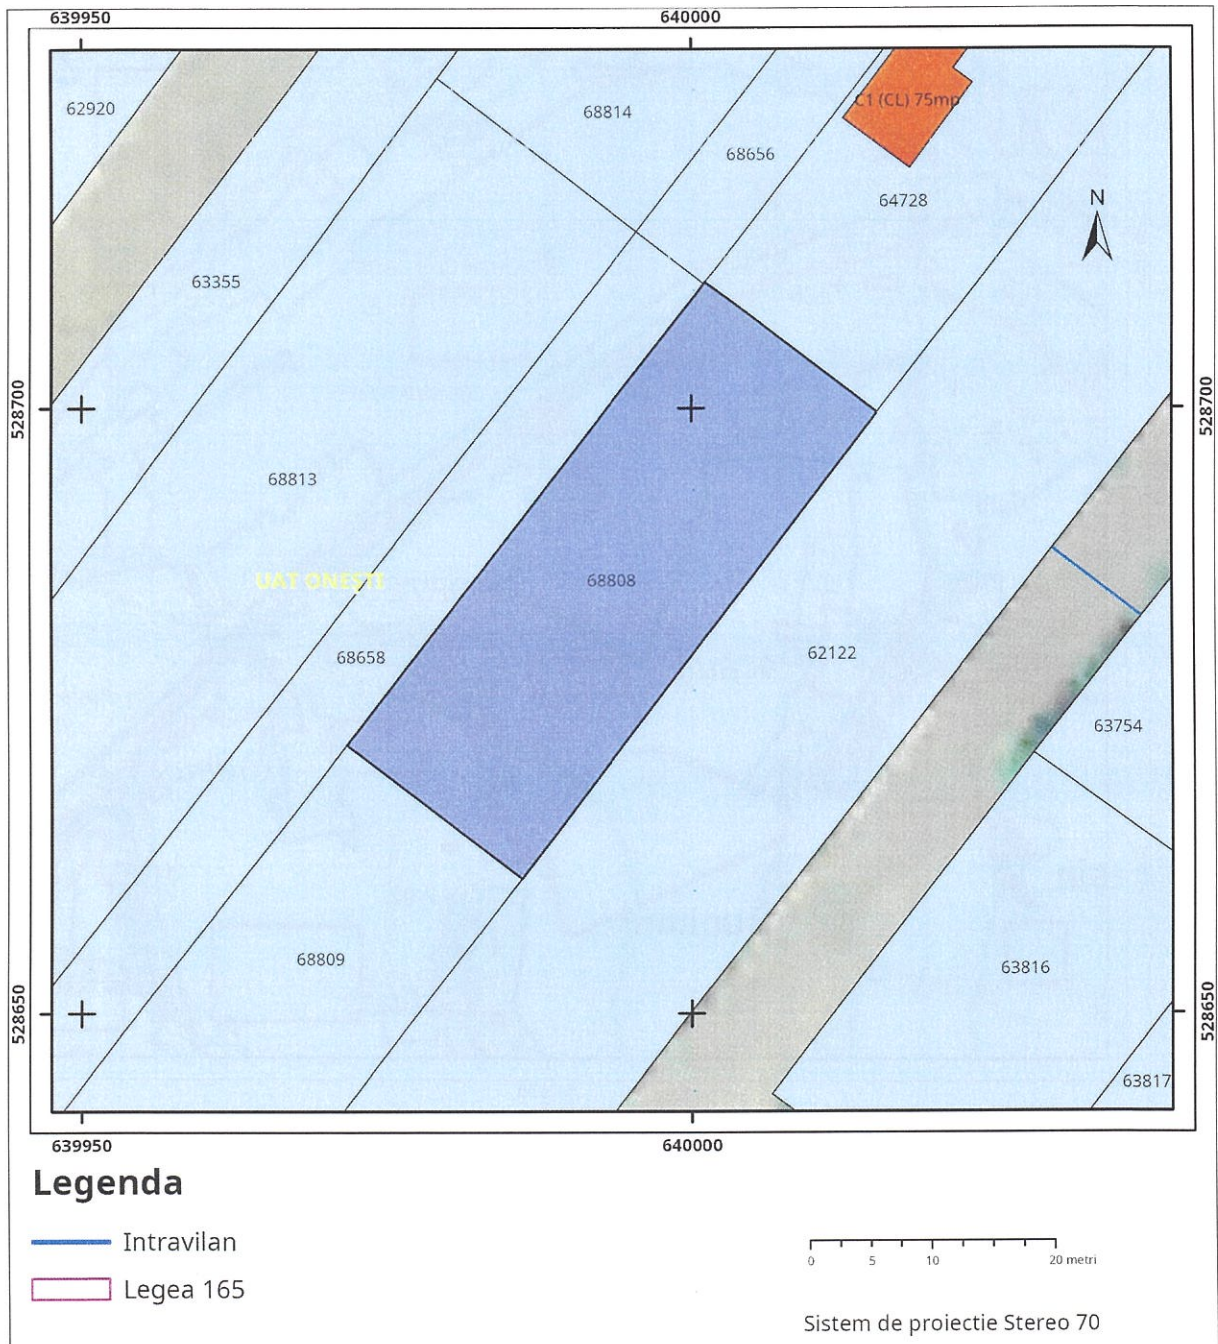 639950 640000
62920
68814
C1 (CL) 75mp
68656
64728
N
63355
528700 528700
68813
UAT ONEȘTI
68808
68658
62122
63754
68809
63816
528650 528650
63817
639950 640000
Legenda
Intravilan
Legea 165
0 5 10 20 metri
Sistem de proiectie Stereo 70